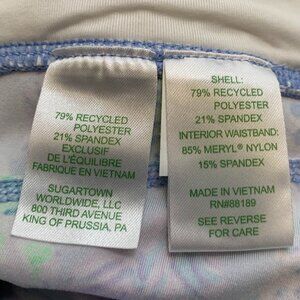 79% RECYCLED
POLYESTER
21% SPANDEX
EXCLUSIF
DE L'ÉQUILIBRE
FABRIQUE EN VIETNAM
SUGARTOWN
WORLDWIDE, LLC
800 THIRD AVENUE
KING OF PRUSSIA, PA
SHELL:
79% RECYCLED
POLYESTER
21% SPANDEX
INTERIOR WAISTBAND:
85% MERYL® NYLON
15% SPANDEX
MADE IN VIETNAM
RN#88189
SEE REVERSE
FOR CARE